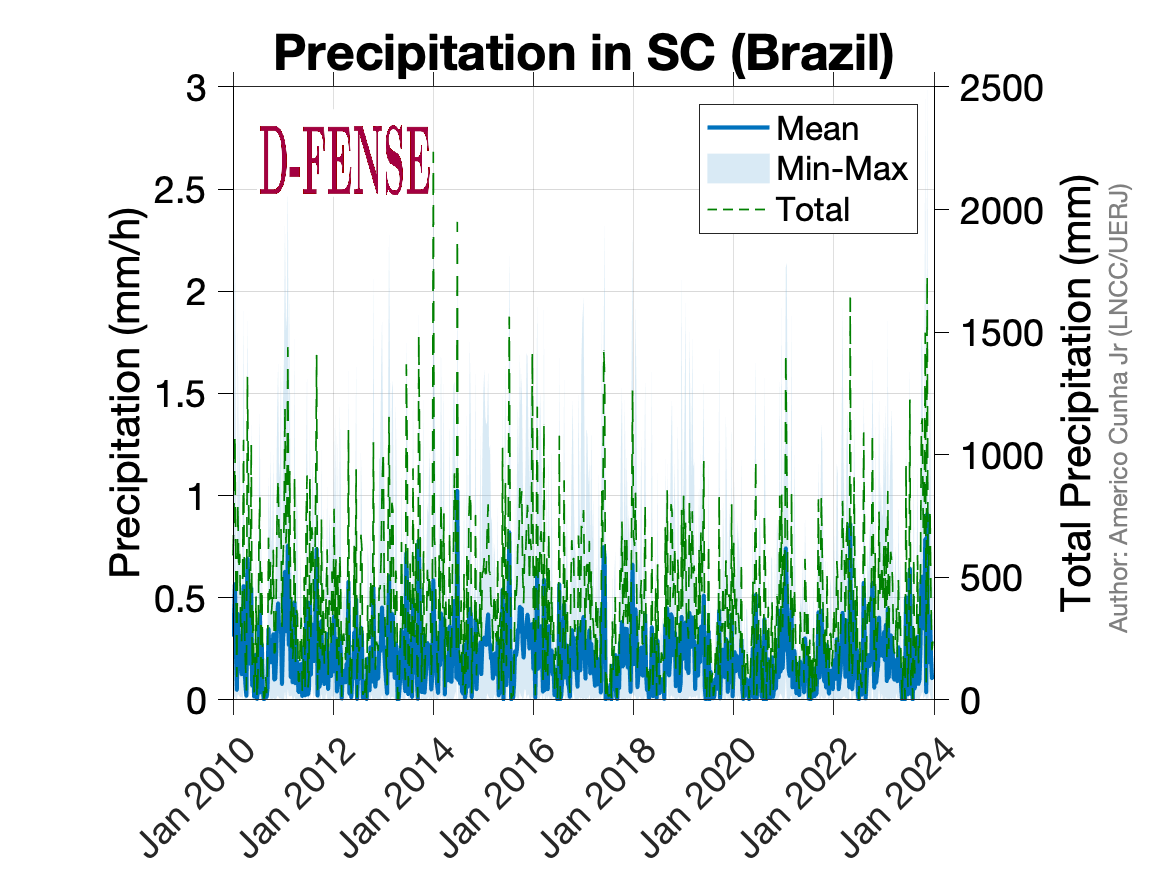 Precipitation in SC (Brazil)
D-FENSE
Mean
Min-Max
Total
Precipitation (mm/h)
3
2.5
2
1.5
1
0.5
0
2500
2000
1500
1000
500
0
Total Precipitation (mm)
Author: Americo Cunha Jr (LNCC/UERJ)
Jan 2010
Jan 2012
Jan 2014
Jan 2016
Jan 2018
Jan 2020
Jan 2022
Jan 2024